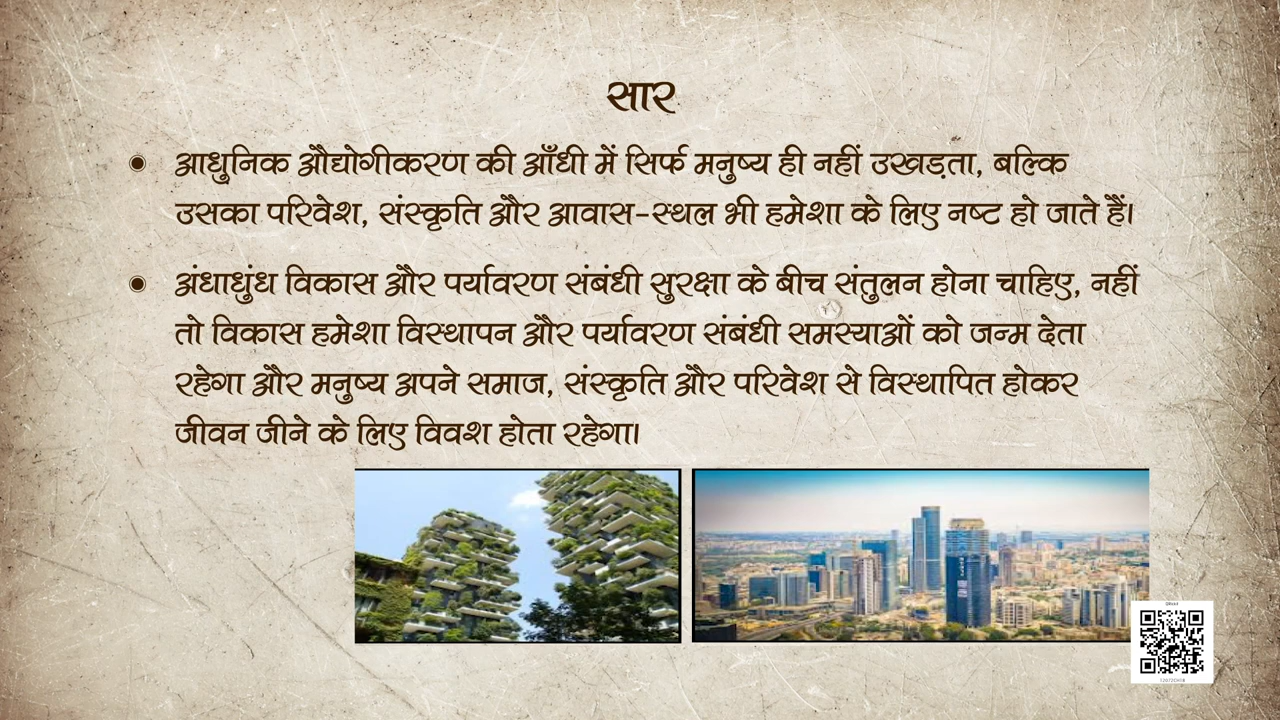 सार
आधुनिक औद्योगीकरण की आँधी में सिर्फ मनुष्य ही नहीं उखड़ता, बल्कि
उसका परिवेश, संस्कृति और आवास-स्थल भी हमेशा के लिए नष्ट हो जाते हैं।
अंधाधुंध विकास और पर्यावरण संबंधी सुरक्षा के बीच संतुलन होना चाहिए, नहीं
तो विकास हमेशा विस्थापन और पर्यावरण संबंधी समस्याओं को जन्म देता
रहेगा और मनुष्य अपने समाज, संस्कृति और परिवेश से विस्थापित होकर
जीवन जीने के लिए विवश होता रहेगा।
12072CH18